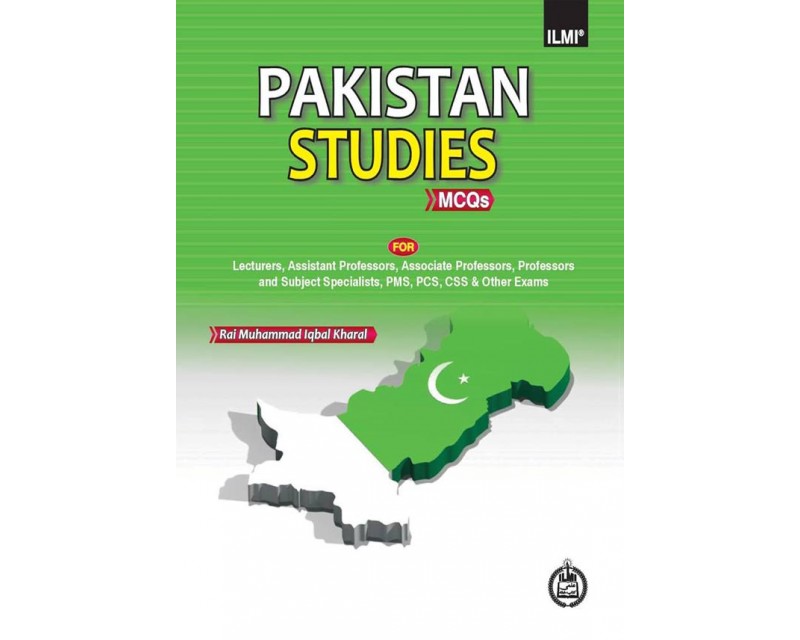 ILMI®
PAKISTAN
STUDIES
MCQs
FOR
Lecturers, Assistant Professors, Associate Professors, Professors
and Subject Specialists, PMS, PCS, CSS & Other Exams
Rai Muhammad Iqbal Kharal
ILMI